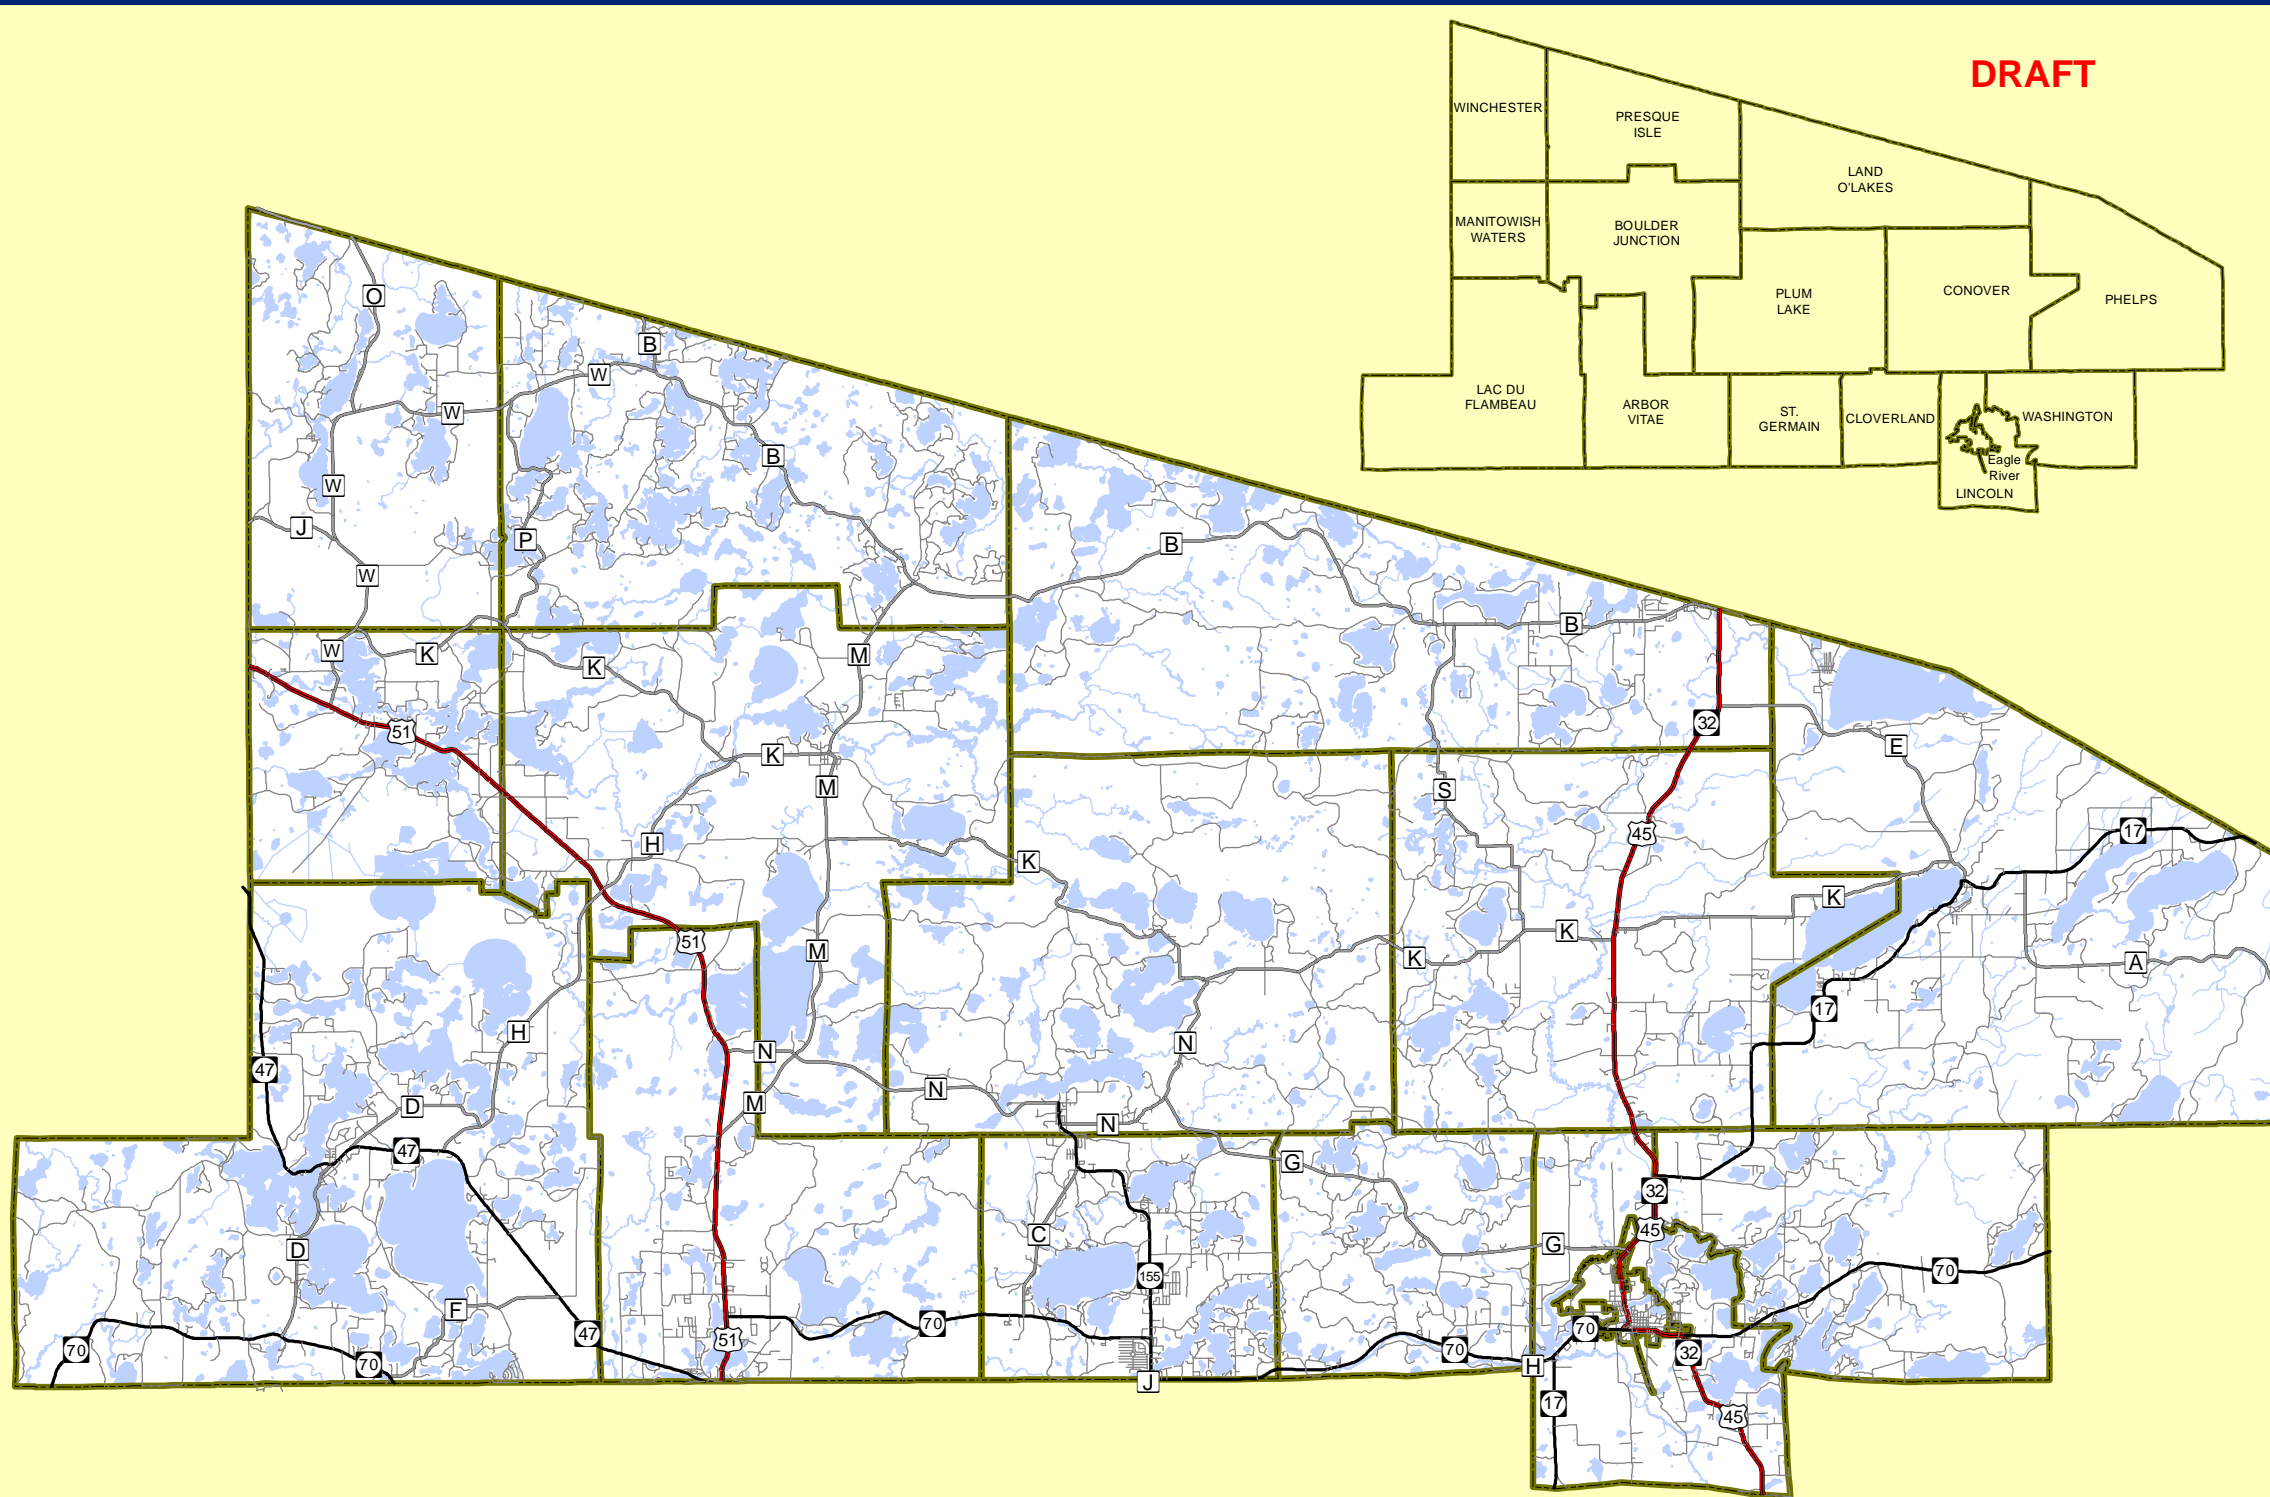 DRAFT
WINCHESTER
PRESQUE
ISLE
LAND
O'LAKES
MANITOWISH
WATERS
BOULDER
JUNCTION
PLUM
LAKE
CONOVER
PHELPS
LAC DU
FLAMBEAU
ARBOR
VITAE
ST.
GERMAIN
CLOVERLAND
WASHINGTON
Eagle
River
LINCOLN
O
B
W
W
B
W
J
P
B
W
B
W
K
K
M
32
51
E
K
M
S
45
17
H
K
K
K
51
M
K
K
A
17
H
N
N
47
N
D
M
N
47
G
32
C
45
D
G
155
70
F
70
47
51
70
70
70
70
32
H
J
17
45